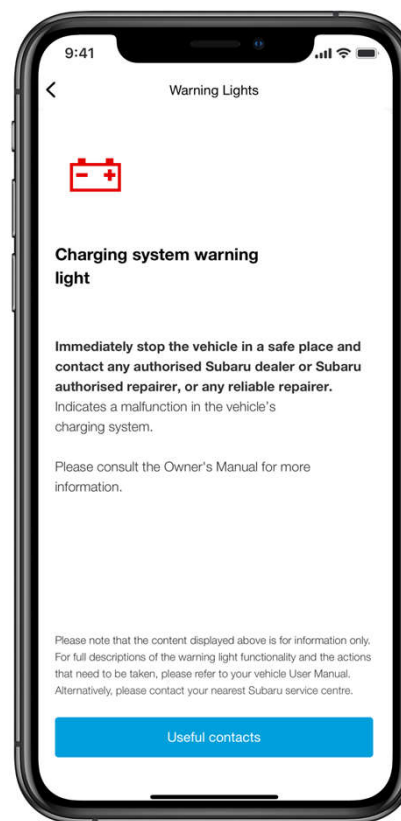 9:41
Warning Lights
Charging system warning
light
Immediately stop the vehicle in a safe place and
contact any authorised Subaru dealer or Subaru
authorised repairer, or any reliable repairer.
Indicates a malfunction in the vehicle's
charging system.
Please consult the Owner's Manual for more
information.
Please note that the content displayed above is for information only.
For full descriptions of the warning light functionality and the actions
that need to be taken, please refer to your vehicle User Manual.
Alternatively, please contact your nearest Subaru service centre.
Useful contacts